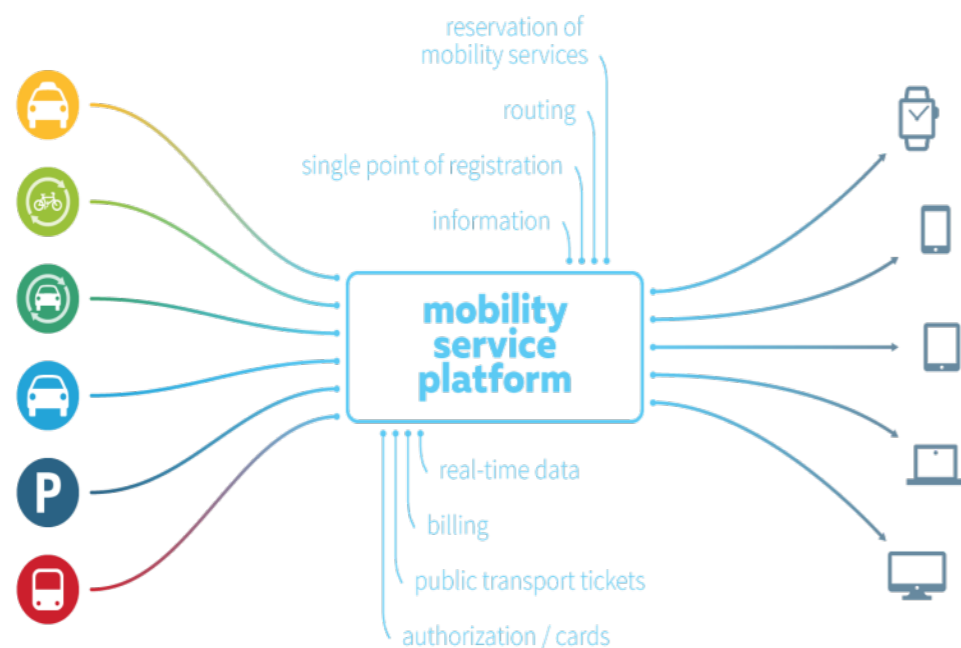 reservation of
mobility services
routing
single point of registration
information
mobility
service
platform
P
real-time data
billing
public transport tickets
authorization / cards